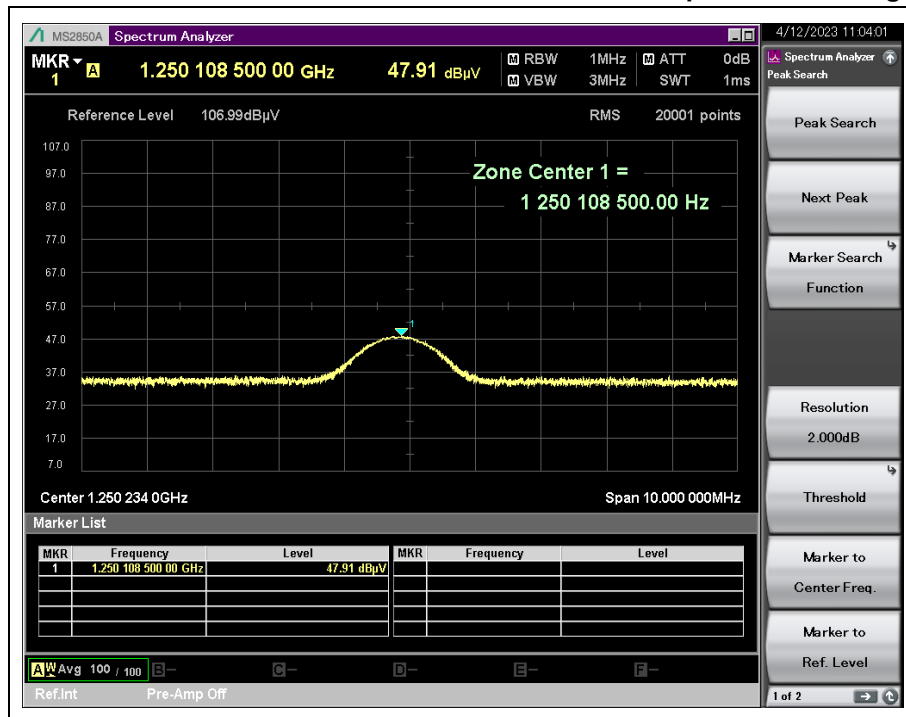 MS2850A Spectrum Analyzer
4/12/2023 11:04:01
MKR 1 A 1.250 108 500 00 GHz 47.91 dBµV
M RBW 1MHz M ATT 0dB
M VBW 3MHz SWT 1ms
Reference Level 106.99dBµV RMS 20001 points
107.0
97.0
87.0
77.0
67.0
57.0
47.0
37.0
27.0
17.0
7.0
Zone Center 1 =
1 250 108 500.00 Hz
1
Center 1.250 234 0GHz Span 10.000 000MHz
Marker List
MKR Frequency Level MKR Frequency Level
1 1.250 108 500 00 GHz 47.91 dBµV
A W Avg 100 / 100 B- C- D- E- F-
Ref.Int Pre-Amp Off
Spectrum Analyzer
Peak Search
Peak Search
Next Peak
Marker Search
Function
Resolution
2.000dB
Threshold
Marker to
Center Freq.
Marker to
Ref. Level
1 of 2